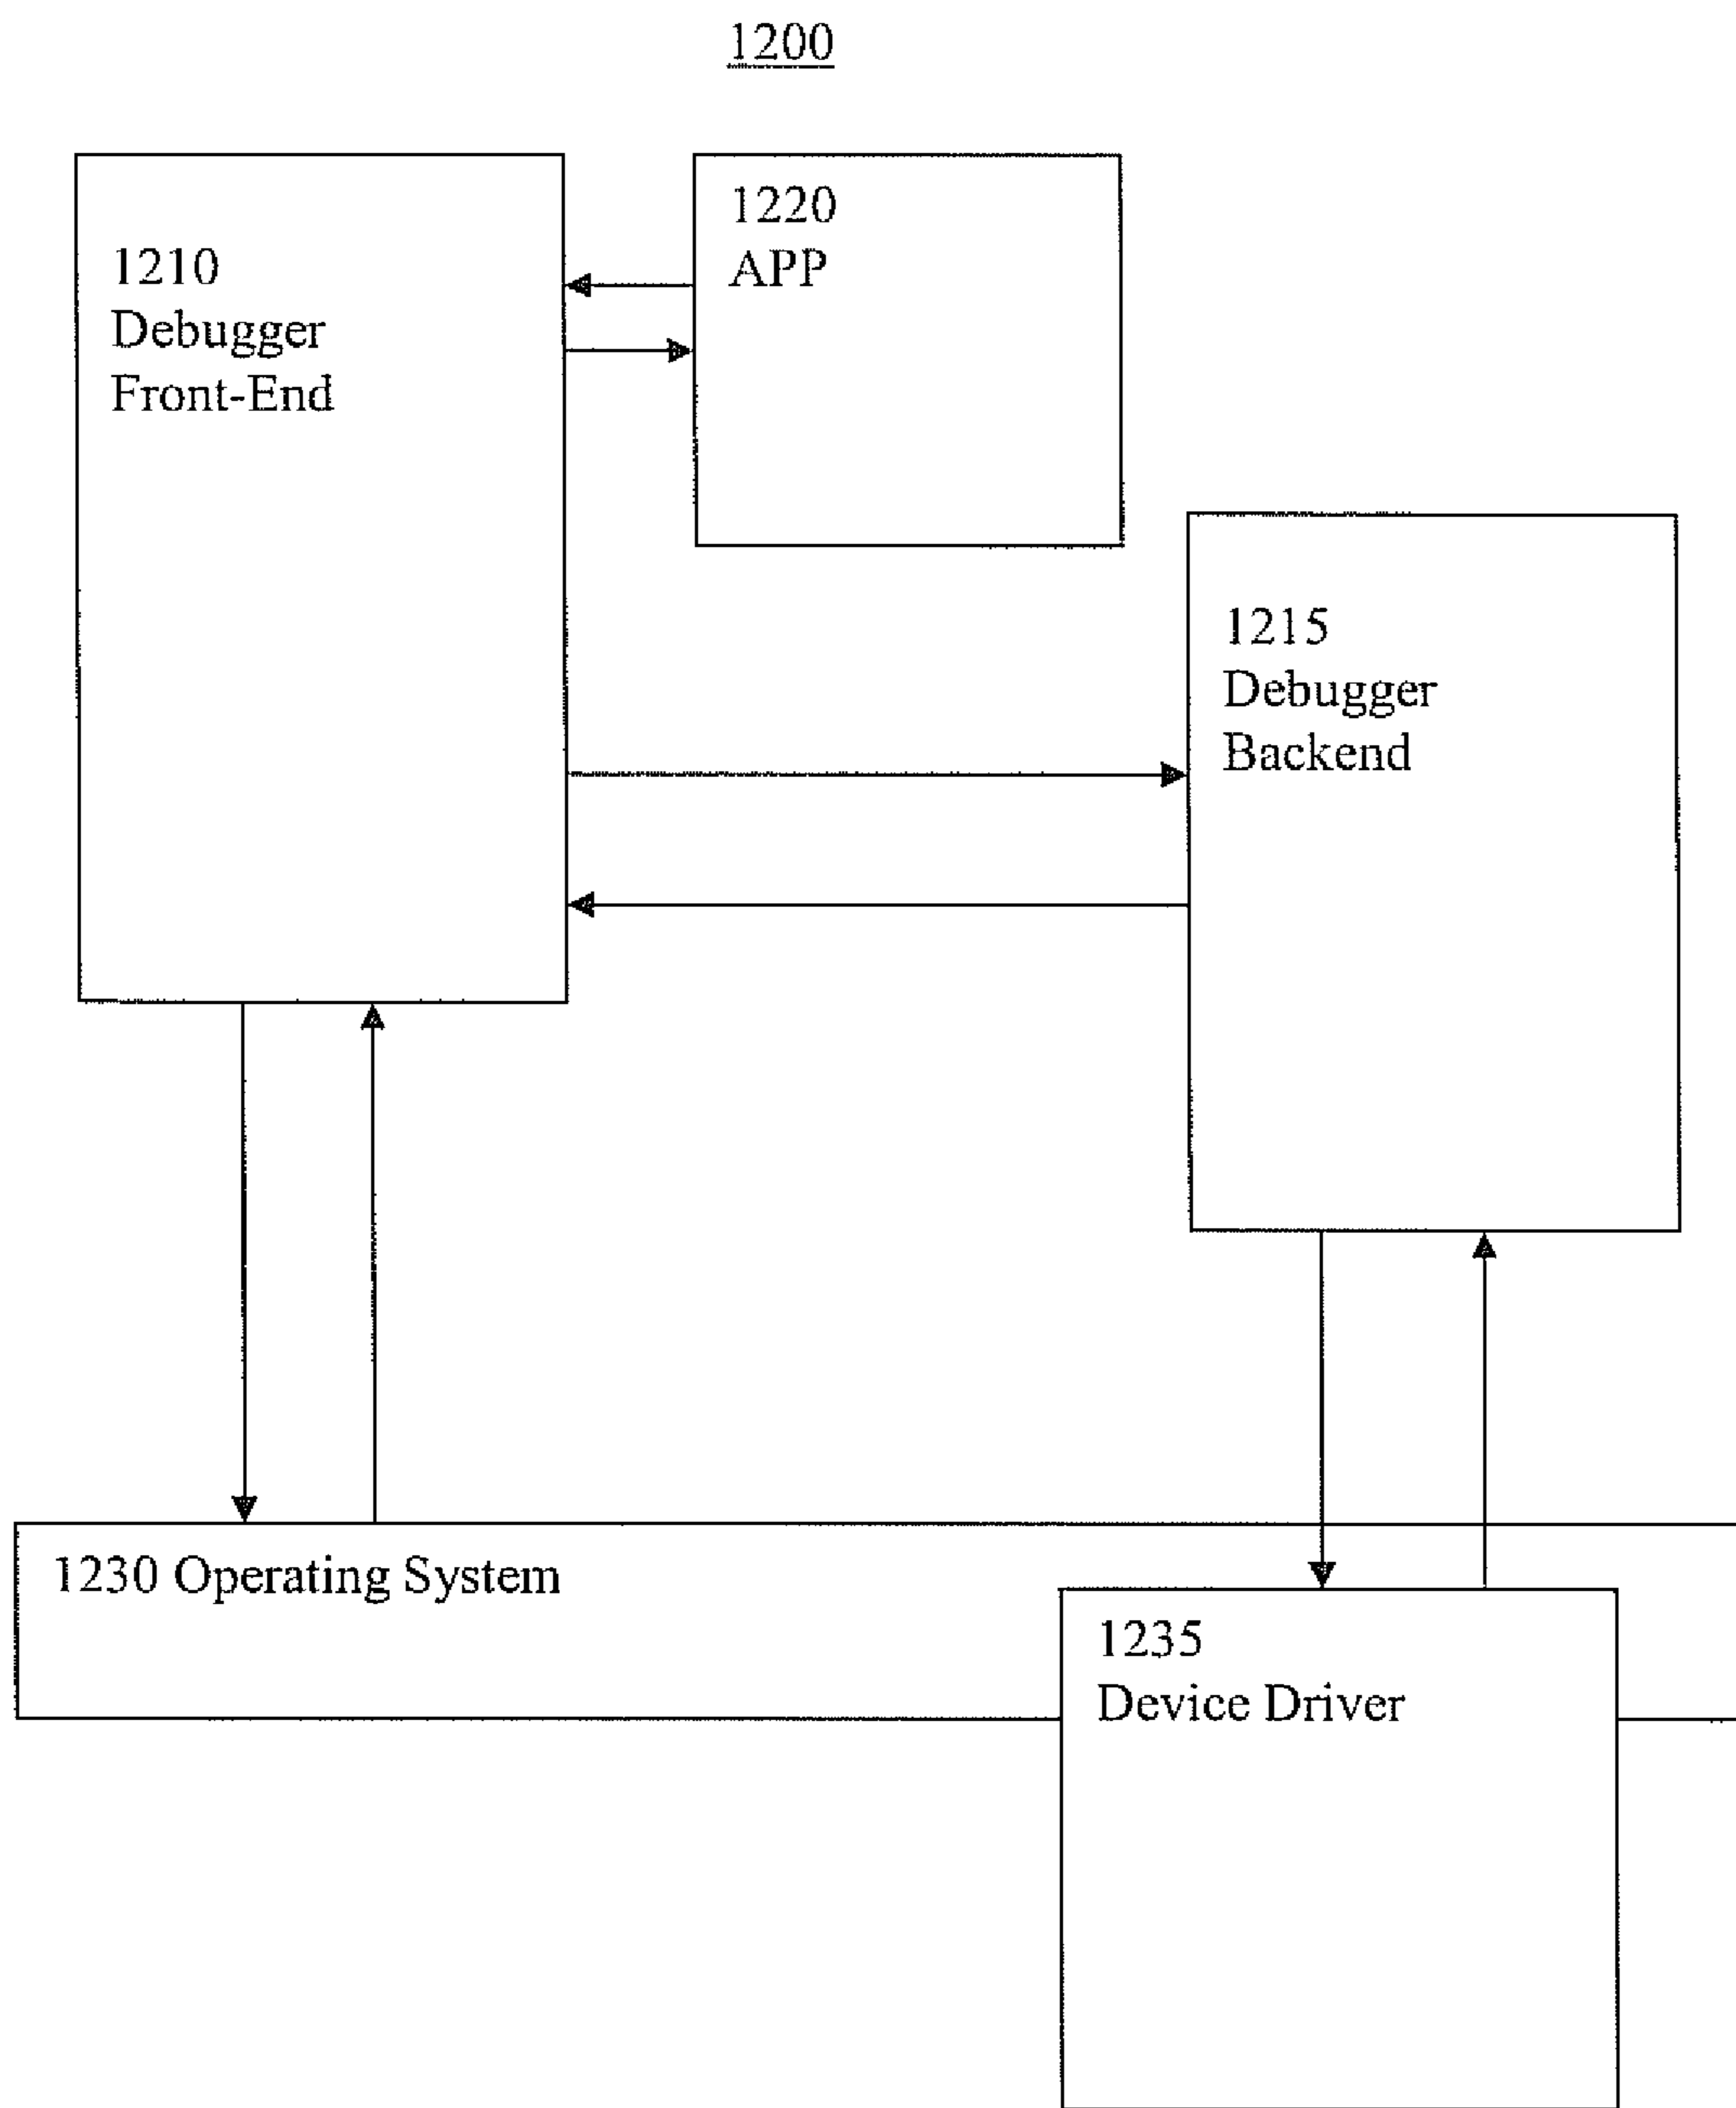 1200
1220
APP
1210
Debugger
Front-End
1215
Debugger
Backend
1230 Operating System
1235
Device Driver